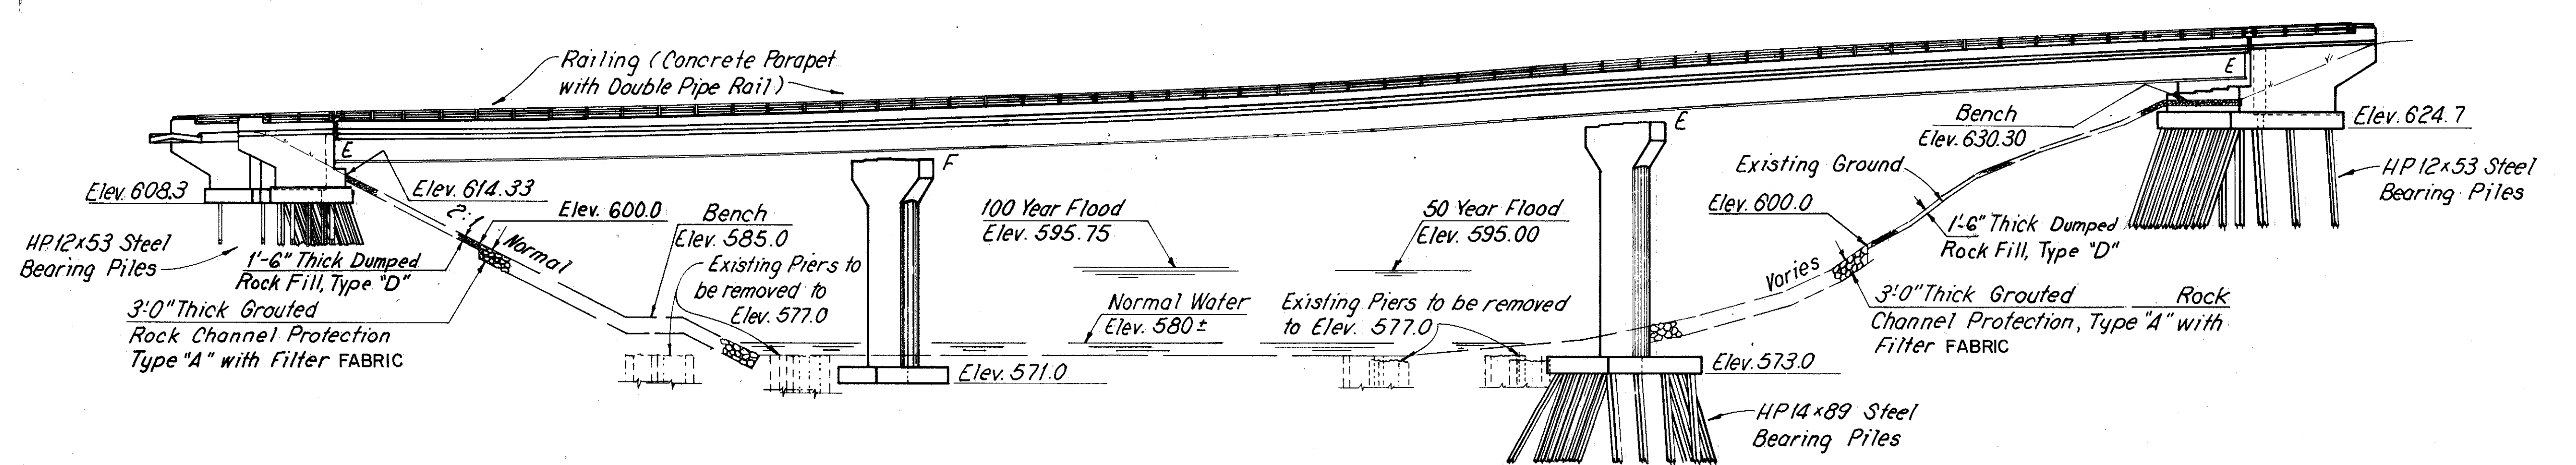 Railing (Concrete Parapet
with Double Pipe Rail)
E
Elev. 608.3
Elev. 614.33
2:1
Elev. 600.0
Normal
HP 12x53 Steel
Bearing Piles
1'-6" Thick Dumped
Rock Fill, Type "D"
3'-0" Thick Grouted
Rock Channel Protection
Type "A" with Filter FABRIC
Bench
Elev. 585.0
Existing Piers to
be removed to
Elev. 577.0
F
Elev. 571.0
100 Year Flood
Elev. 595.75
Normal Water
Elev. 580±
50 Year Flood
Elev. 595.00
Existing Piers to be removed
to Elev. 577.0
E
Elev. 573.0
HP 14x89 Steel
Bearing Piles
Varies
Elev. 600.0
Existing Ground
Bench
Elev. 630.30
E
1'-6" Thick Dumped
Rock Fill, Type "D"
3'-0" Thick Grouted Rock
Channel Protection, Type "A" with
Filter FABRIC
Elev. 624.7
HP 12x53 Steel
Bearing Piles